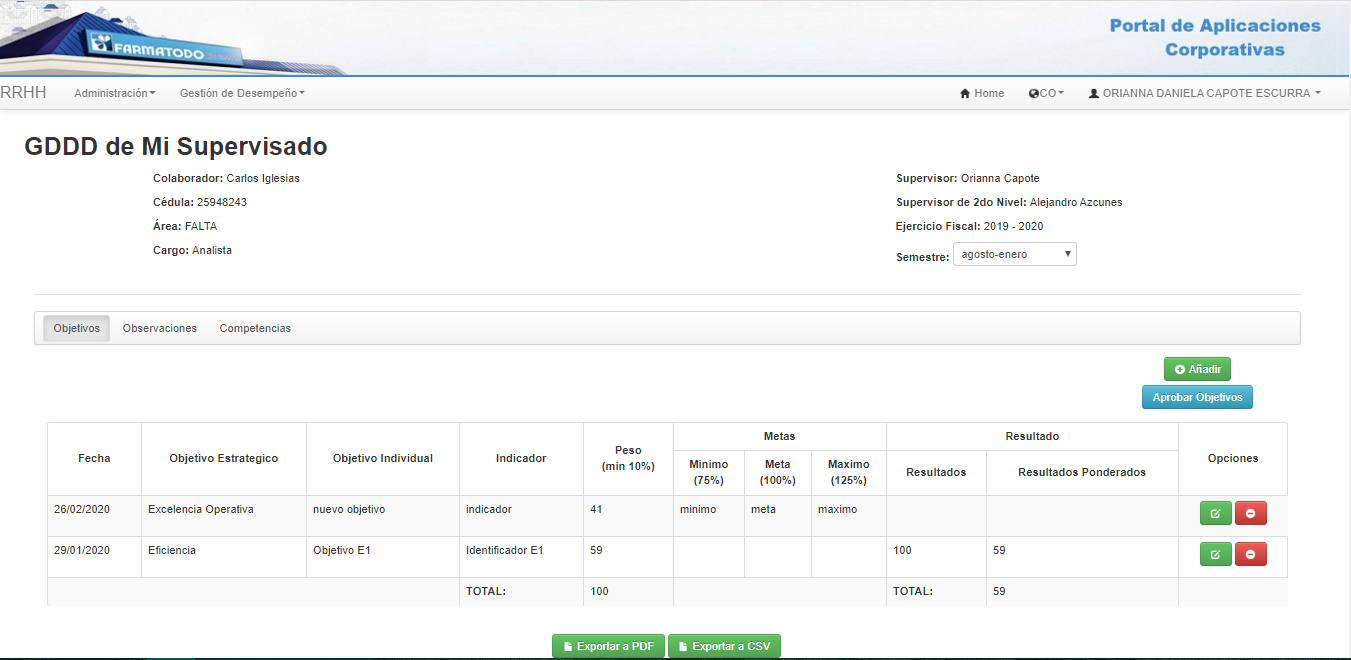 FARMATODO
Portal de Aplicaciones
Corporativas
RRHH Administración Gestión de Desempeño Home CO ORIANNA DANIELA CAPOTE ESCURRA
GDDD de Mi Supervisado
Colaborador: Carlos Iglesias
Cédula: 25948243
Área: FALTA
Cargo: Analista
Supervisor: Orianna Capote
Supervisor de 2do Nivel: Alejandro Azcunes
Ejercicio Fiscal: 2019 - 2020
Semestre: agosto-enero
Objetivos Observaciones Competencias
Añadir
Aprobar Objetivos
Fecha Objetivo Estrategico Objetivo Individual Indicador Peso (min 10%) Metas Resultado Opciones
Minimo (75%) Meta (100%) Maximo (125%) Resultados Resultados Ponderados
26/02/2020 Excelencia Operativa nuevo objetivo indicador 41 minimo meta maximo
29/01/2020 Eficiencia Objetivo E1 Identificador E1 59 100 59
TOTAL: 100 TOTAL: 59
Exportar a PDF Exportar a CSV